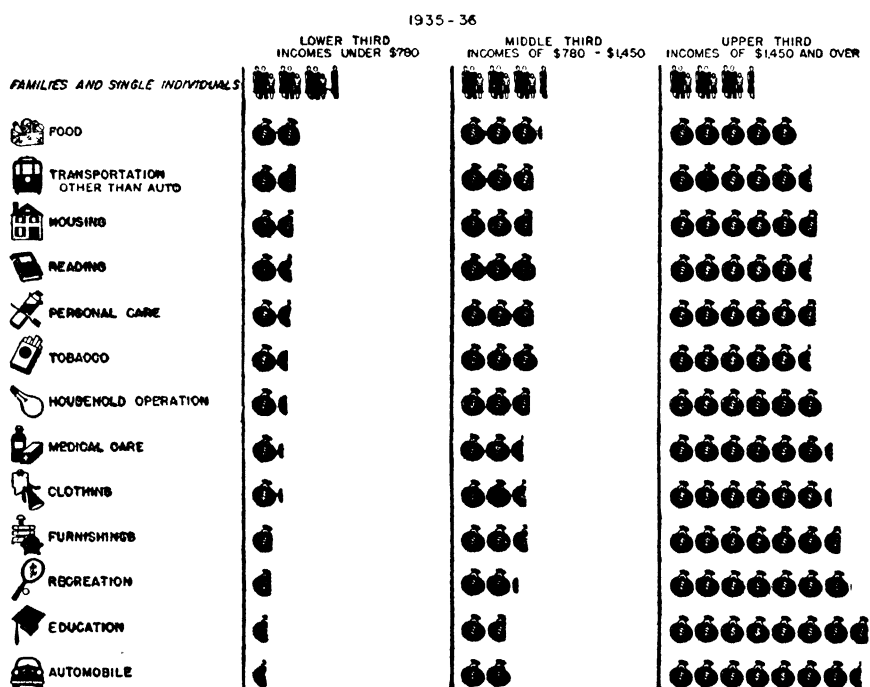 1935-36
LOWER THIRD
INCOMES UNDER $780
MIDDLE THIRD
INCOMES OF $780 - $1,450
UPPER THIRD
INCOMES OF $1,450 AND OVER
FAMILIES AND SINGLE INDIVIDUALS
FOOD
TRANSPORTATION
OTHER THAN AUTO
HOUSING
READING
PERSONAL CARE
TOBACCO
HOUSEHOLD OPERATION
MEDICAL CARE
CLOTHING
FURNISHINGS
RECREATION
EDUCATION
AUTOMOBILE